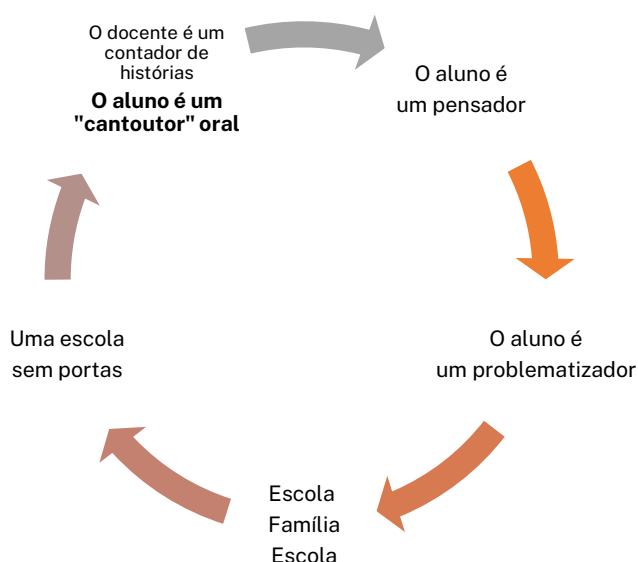 O docente é um
contador de
histórias
O aluno é um
"cantoutor" oral
O aluno é
um pensador
O aluno é
um problematizador
Escola
Família
Escola
Uma escola
sem portas